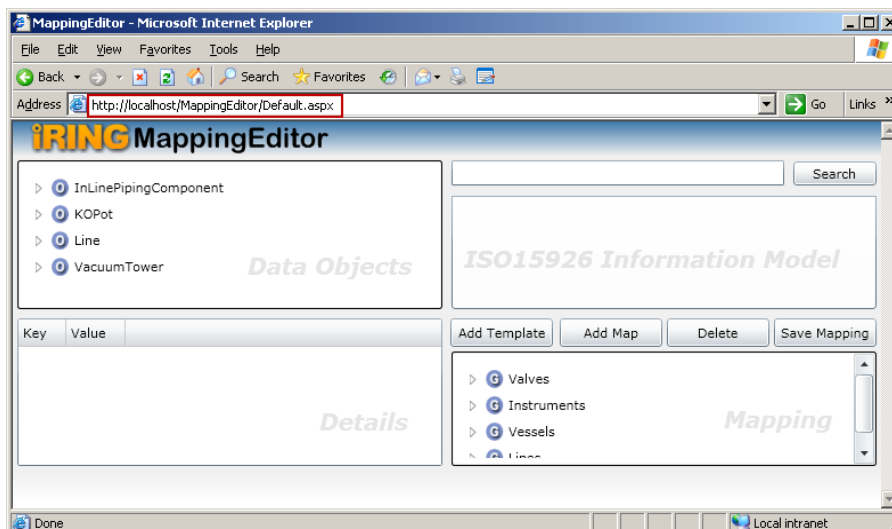 MappingEditor - Microsoft Internet Explorer
File Edit View Favorites Tools Help
Back Search Favorites
Address http://localhost/MappingEditor/Default.aspx Go Links »
iRING MappingEditor
InLinePipingComponent
KOPot
Line
VacuumTower
Data Objects
Search
ISO15926 Information Model
Key Value
Details
Add Template Add Map Delete Save Mapping
G Valves
G Instruments
G Vessels
G Lines
Mapping
Done Local intranet